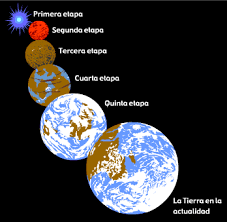 Primera etapa
Segunda etapa
Tercera etapa
Cuarta etapa
Quinta etapa
La Tierra en la
actualidad